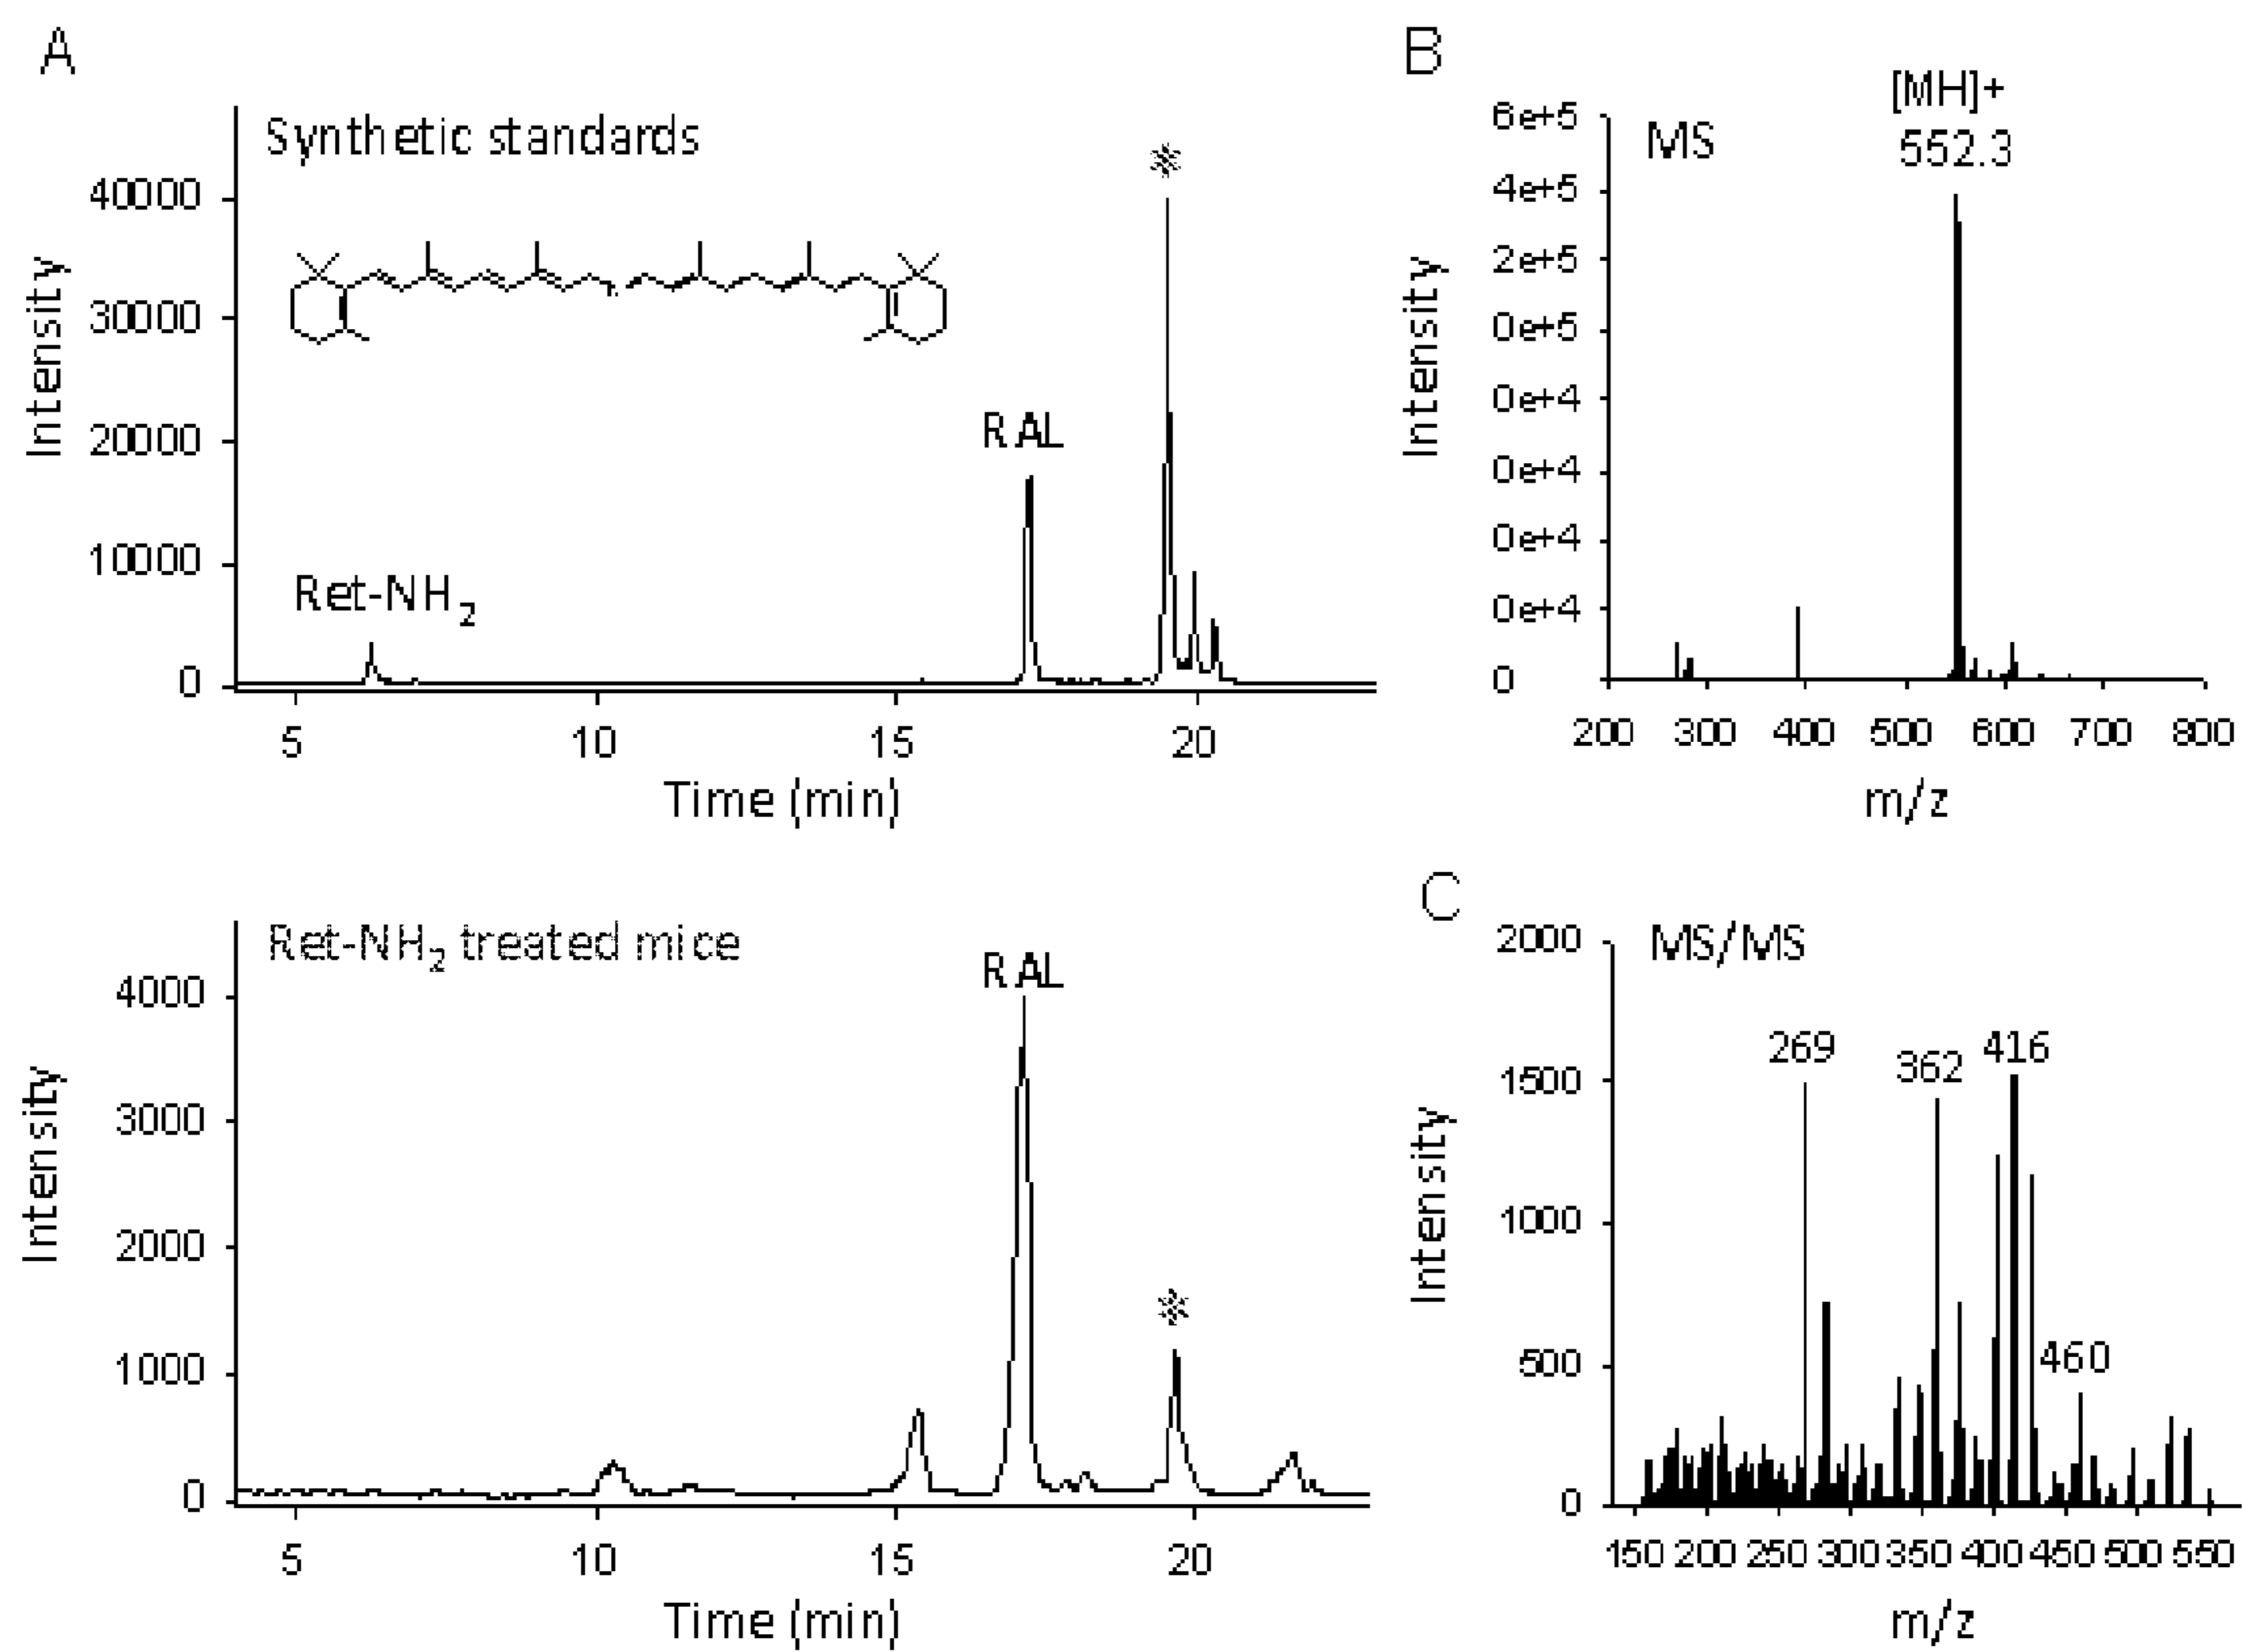 A
Synthetic standards
※
40000
30000
20000
10000
0
Intensity
RAL
Ret-NH2
5 10 15 20
Time (min)
B
[MH]+
552.3
MS
6e+5
4e+5
2e+5
0e+5
0e+4
0e+4
0e+4
0e+4
0
Intensity
200 300 400 500 600 700 800
m/z
Ret-NH2 treated mice
RAL
※
4000
3000
2000
1000
0
Intensity
5 10 15 20
Time (min)
C
MS/MS
2000
1500
1000
500
0
Intensity
269
362
416
460
150 200 250 300 350 400 450 500 550
m/z